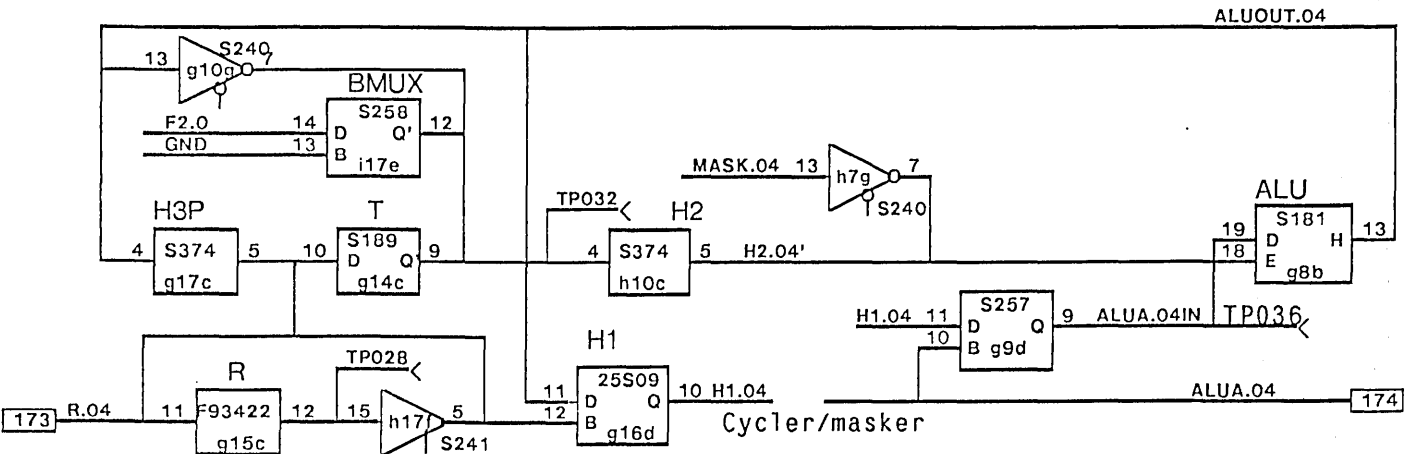 ALUOUT.04
S240
13 g10g 7
BMUX
S258
F2.0 14 D Q' 12
GND 13 B
i17e
MASK.04 13 h7g 7
S240
TP032
H3P T H2 ALU
S181
4 S374 5 10 S189 9 4 S374 5 H2.04' 19 D H 13
D Q' 18 E
g17c g14c h10c g8b
S257
H1.04 11 D Q 9 ALUA.04IN TP036
10 B g9d
H1
TP028
R
25S09
11 D Q 10 H1.04 ALUA.04 174
173 R.04 11 F93422 12 15 h17f 5 12 B
Cycler/masker
g15c S241 g16d